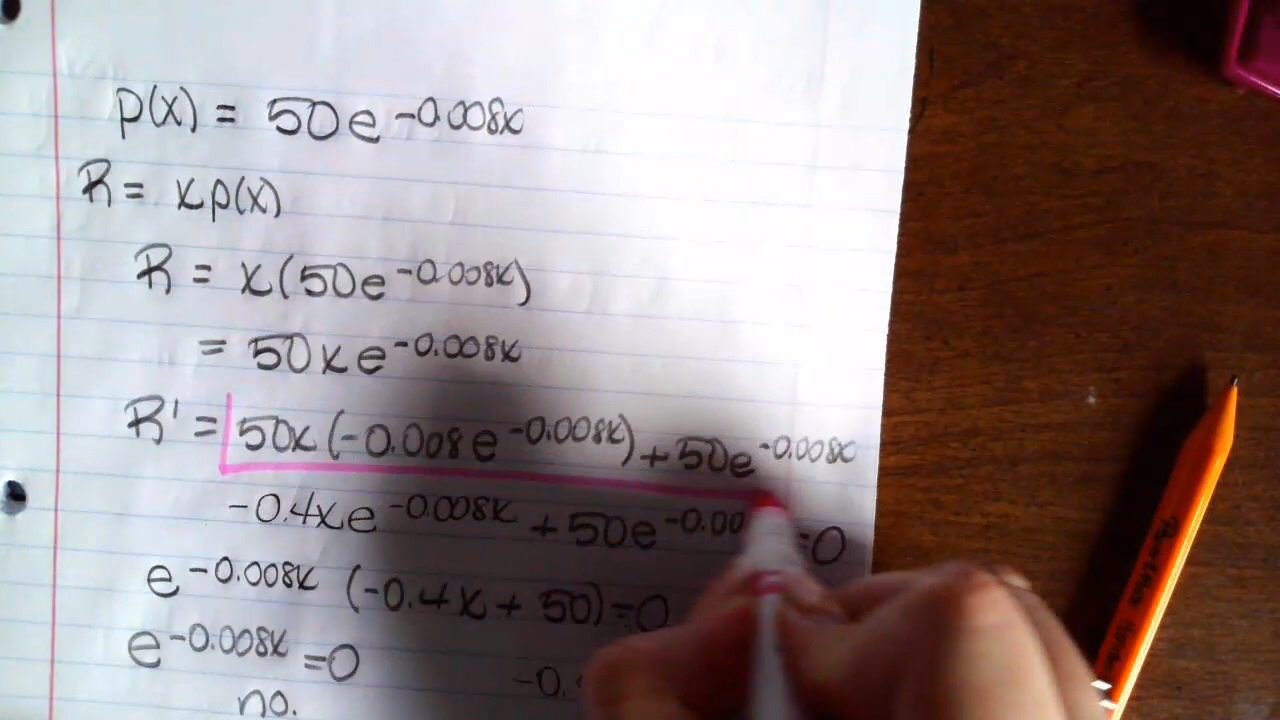 p(x) = 50e^-0.008x
R = xp(x)
R = x(50e^-0.008x)
= 50xe^-0.008x
R' = 50x(-0.008e^-0.008x) + 50e^-0.008x
-0.4xe^-0.008x + 50e^-0.00 =0
e^-0.008x (-0.4x + 50)=0
e^-0.008x =0
-0.
no.